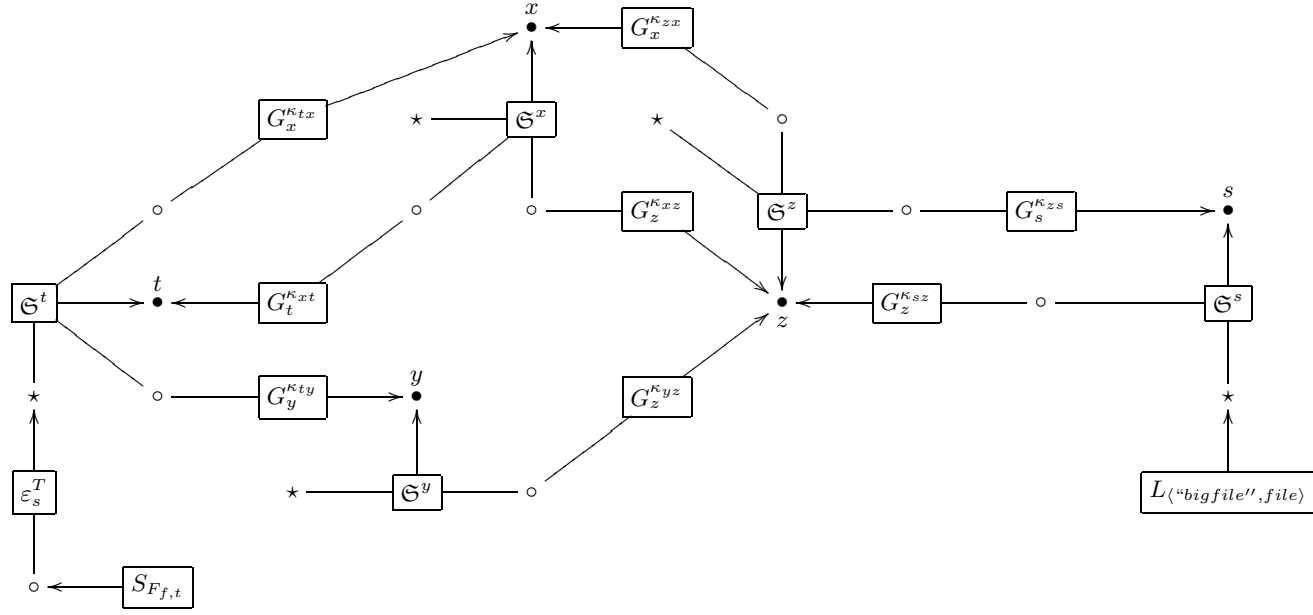 x
G_x^{κ_{zx}}
G_x^{κ_{tx}}
⋆
𝔖^x
⋆
G_z^{κ_{xz}}
𝔖^z
G_s^{κ_{zs}}
s
𝔖^t
t
G_t^{κ_{xt}}
z
G_z^{κ_{sz}}
𝔖^s
⋆
G_y^{κ_{ty}}
y
G_z^{κ_{yz}}
⋆
ε_s^T
⋆
𝔖^y
L_{⟨“bigfile″,file⟩}
S_{F_{f,t}}